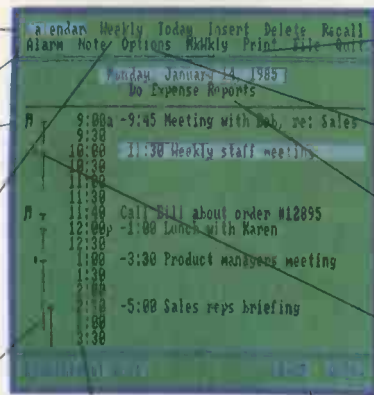 Calendar Weekly Today Insert Delete Recall
Alarm Note Options MkWkly Print File Quit
Monday, January 14, 1985
Do Expense Reports
9:00a -9:45 Meeting with Bob, re: Sales
9:30
10:00 -11:30 Weekly staff meeting
10:30
11:00
11:30
11:40 Call Bill about order #12895
12:00p -1:00 Lunch with Karen
12:30
1:00 -3:30 Product managers meeting
1:30
2:00
2:30 -5:00 Sales reps briefing
3:00
3:30